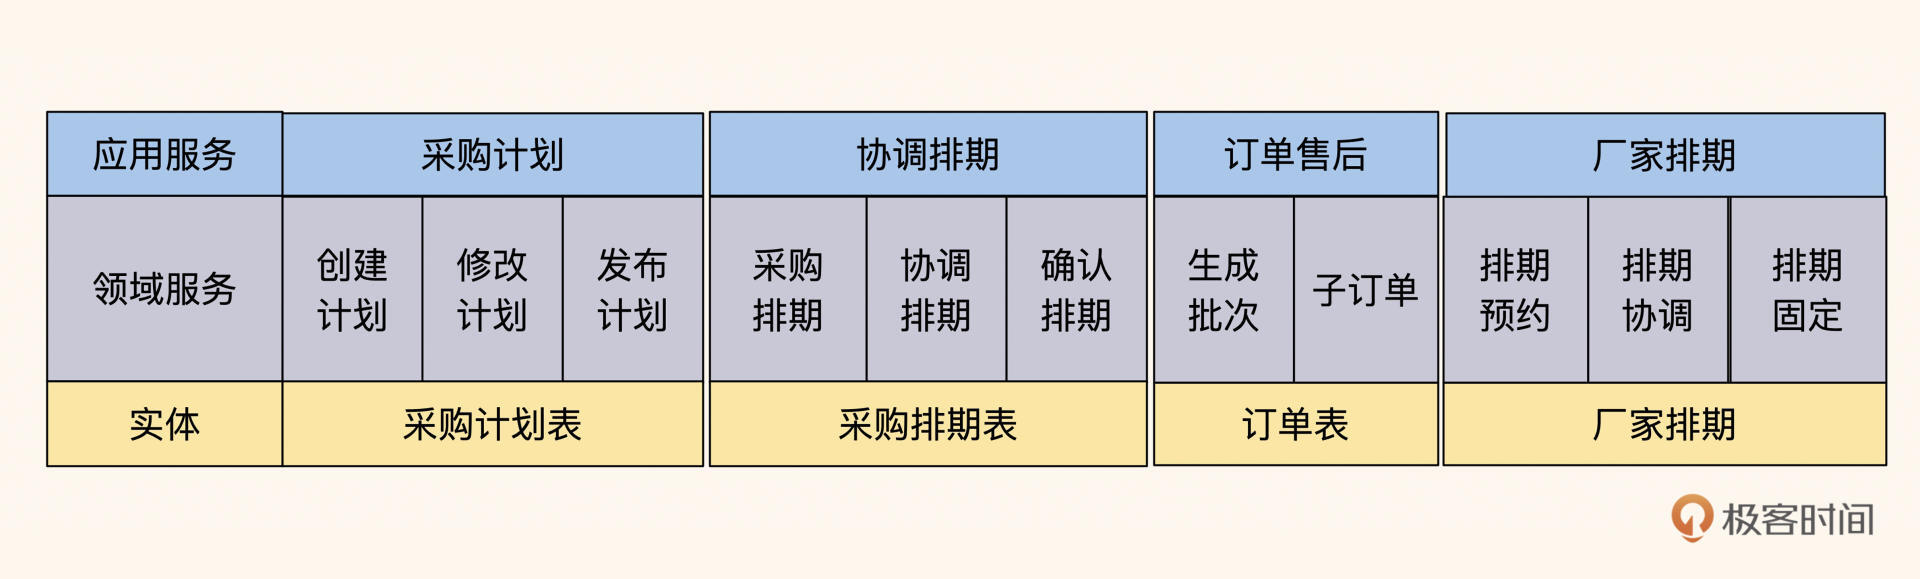 应用服务 采购计划 协调排期 订单售后 厂家排期
领域服务
创建
计划
修改
计划
发布
计划
采购
排期
协调
排期
确认
排期
生成
批次
子订单
排期
预约
排期
协调
排期
固定
实体 采购计划表 采购排期表 订单表 厂家排期
极客时间